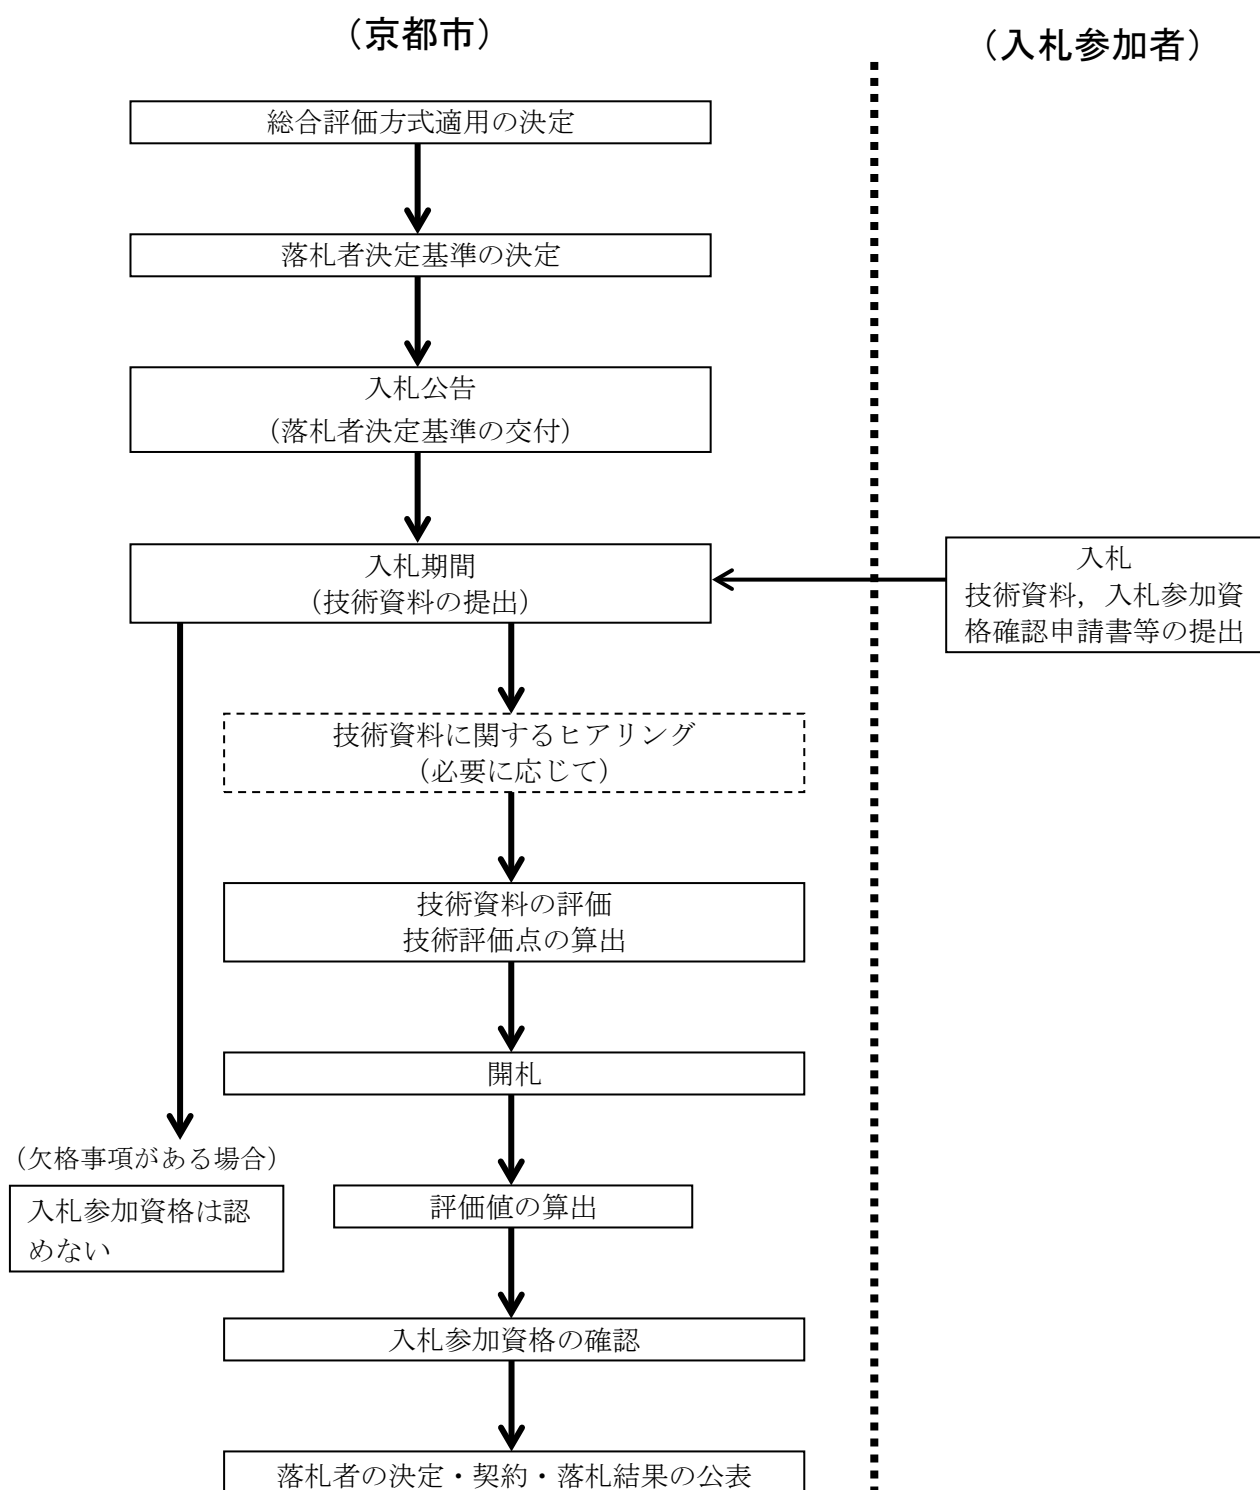 （京都市）
（入札参加者）
総合評価方式適用の決定
落札者決定基準の決定
入札公告
（落札者決定基準の交付）
入札期間
（技術資料の提出）
入札
技術資料，入札参加資
格確認申請書等の提出
技術資料に関するヒアリング
（必要に応じて）
技術資料の評価
技術評価点の算出
開札
（欠格事項がある場合）
入札参加資格は認
めない
評価値の算出
入札参加資格の確認
落札者の決定・契約・落札結果の公表